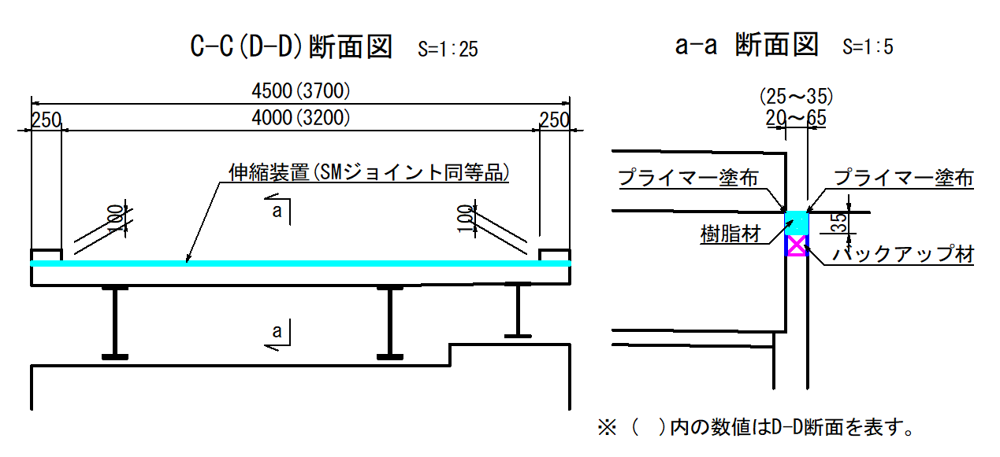 C-C(D-D)断面図 S=1:25
4500(3700)
250 4000(3200) 250
伸縮装置(SMジョイント同等品)
a
100
100
a
a-a 断面図 S=1:5
(25～35)
20～65
プライマー塗布 プライマー塗布
樹脂材
35
バックアップ材
※ ( )内の数値はD-D断面を表す。